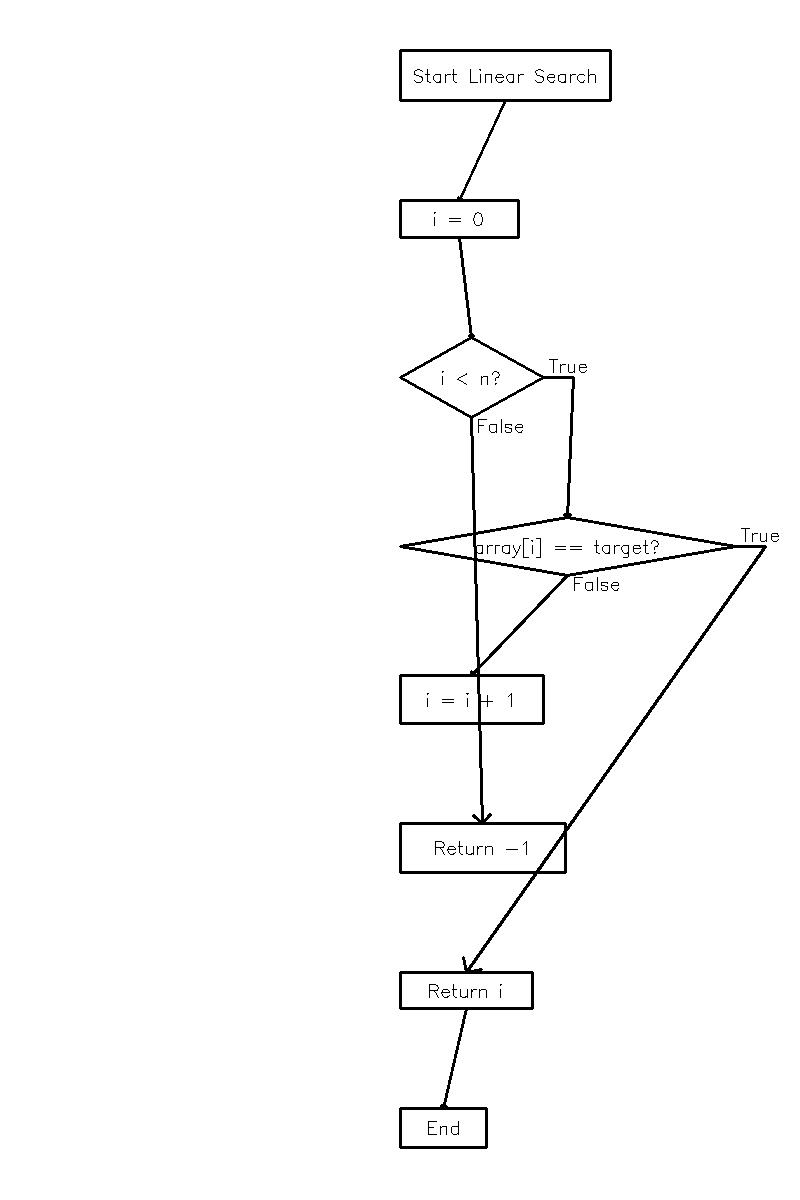 Start Linear Search
i = 0
True
i < n?
False
True
array[i] == target?
False
i = i + 1
Return -1
Return i
End